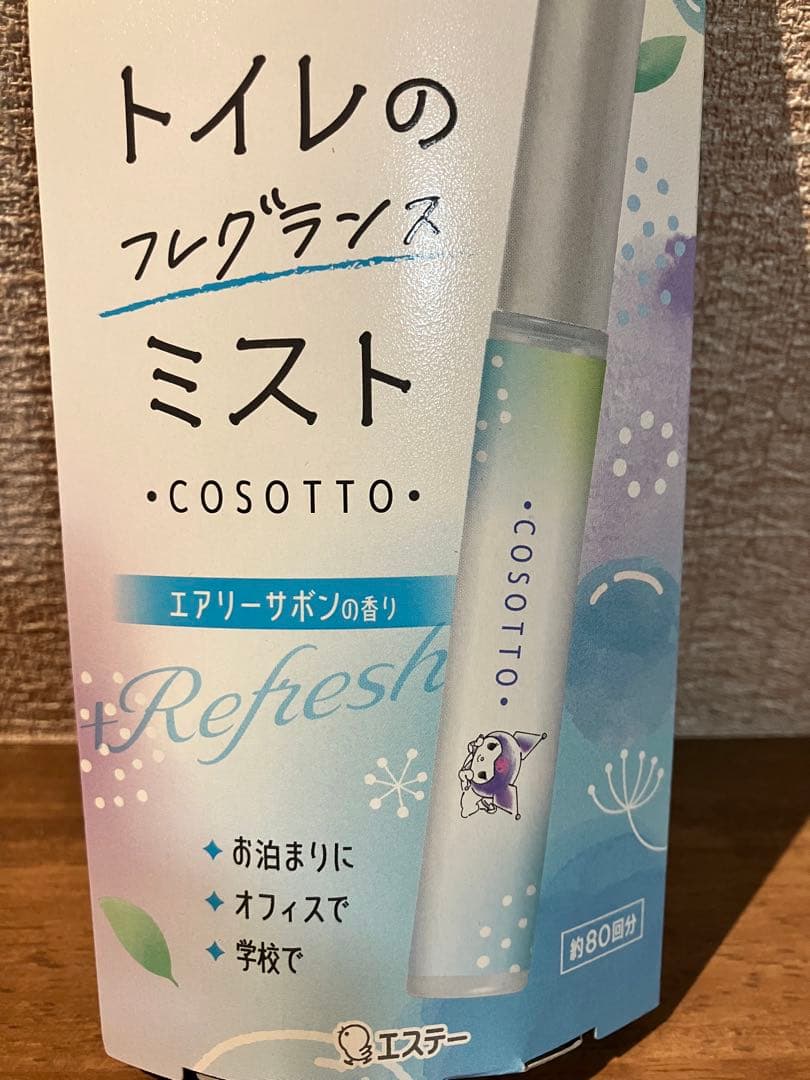 トイレの
フレグランス
ミスト
・COSOTTO・
エアリーサボンの香り
+Refresh
お泊まりに
オフィスで
学校で
・COSOTTO・
約80回分
エステー